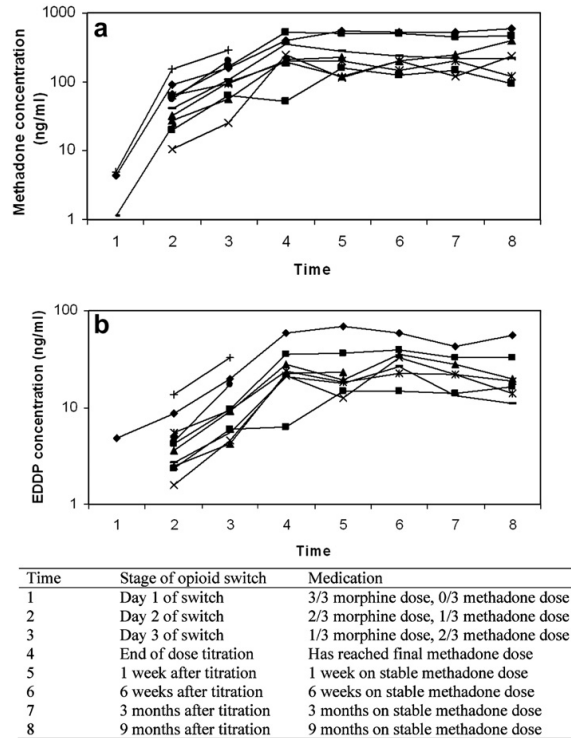 a
1000
100
10
1
Methadone concentration
(ng/ml)
1 2 3 4 5 6 7 8
Time
b
100
10
1
EDDP concentration (ng/ml)
1 2 3 4 5 6 7 8
Time
Time Stage of opioid switch Medication
1 Day 1 of switch 3/3 morphine dose, 0/3 methadone dose
2 Day 2 of switch 2/3 morphine dose, 1/3 methadone dose
3 Day 3 of switch 1/3 morphine dose, 2/3 methadone dose
4 End of dose titration Has reached final methadone dose
5 1 week after titration 1 week on stable methadone dose
6 6 weeks after titration 6 weeks on stable methadone dose
7 3 months after titration 3 months on stable methadone dose
8 9 months after titration 9 months on stable methadone dose